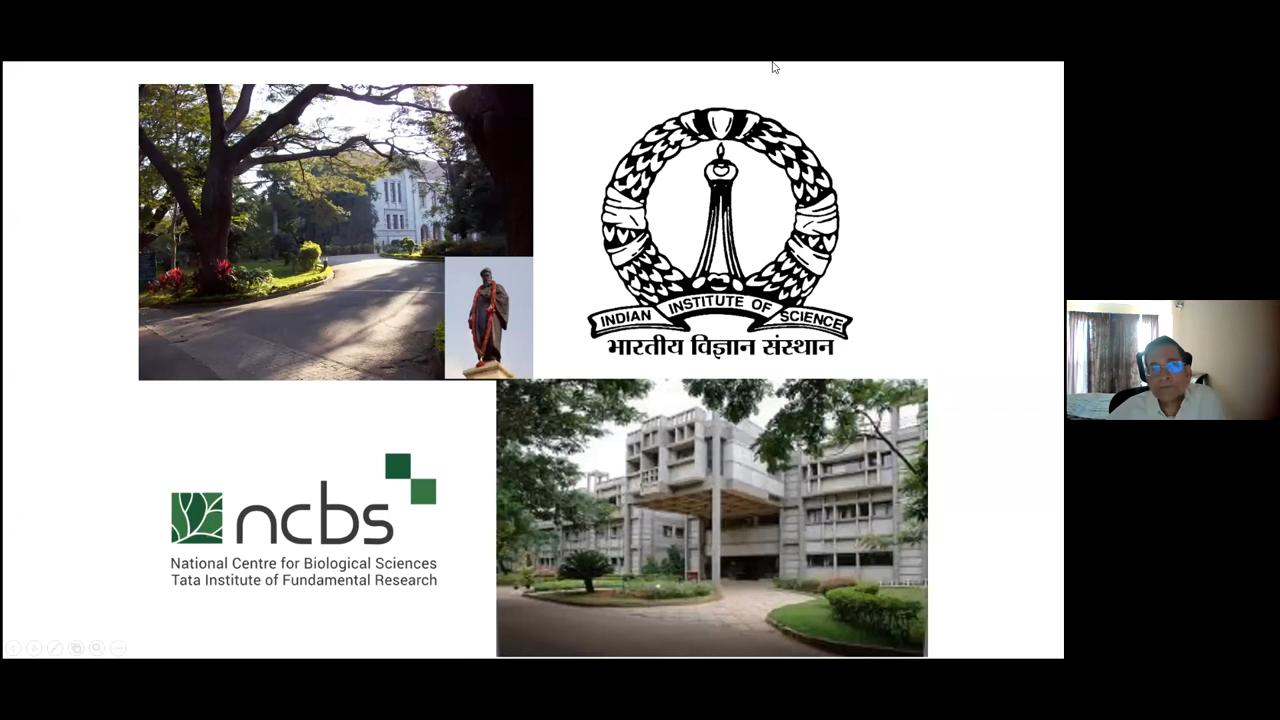 INDIAN INSTITUTE OF SCIENCE
भारतीय विज्ञान संस्थान
ncbs
National Centre for Biological Sciences
Tata Institute of Fundamental Research